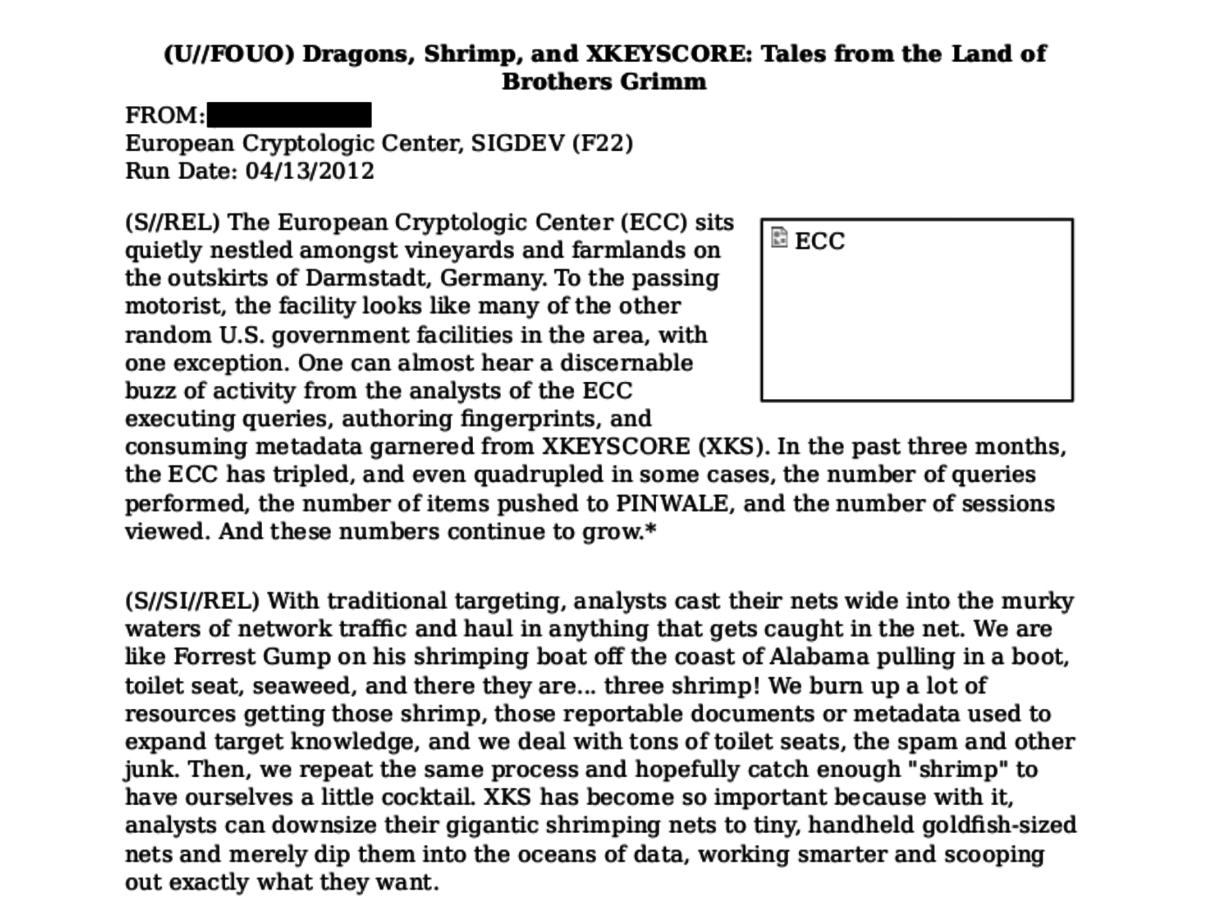 (U//FOUO) Dragons, Shrimp, and XKEYSCORE: Tales from the Land of
Brothers Grimm
FROM:
European Cryptologic Center, SIGDEV (F22)
Run Date: 04/13/2012
(S//REL) The European Cryptologic Center (ECC) sits
quietly nestled amongst vineyards and farmlands on
the outskirts of Darmstadt, Germany. To the passing
motorist, the facility looks like many of the other
random U.S. government facilities in the area, with
one exception. One can almost hear a discernable
buzz of activity from the analysts of the ECC
executing queries, authoring fingerprints, and
consuming metadata garnered from XKEYSCORE (XKS). In the past three months,
the ECC has tripled, and even quadrupled in some cases, the number of queries
performed, the number of items pushed to PINWALE, and the number of sessions
viewed. And these numbers continue to grow.*
ECC
(S//SI//REL) With traditional targeting, analysts cast their nets wide into the murky
waters of network traffic and haul in anything that gets caught in the net. We are
like Forrest Gump on his shrimping boat off the coast of Alabama pulling in a boot,
toilet seat, seaweed, and there they are... three shrimp! We burn up a lot of
resources getting those shrimp, those reportable documents or metadata used to
expand target knowledge, and we deal with tons of toilet seats, the spam and other
junk. Then, we repeat the same process and hopefully catch enough "shrimp" to
have ourselves a little cocktail. XKS has become so important because with it,
analysts can downsize their gigantic shrimping nets to tiny, handheld goldfish-sized
nets and merely dip them into the oceans of data, working smarter and scooping
out exactly what they want.